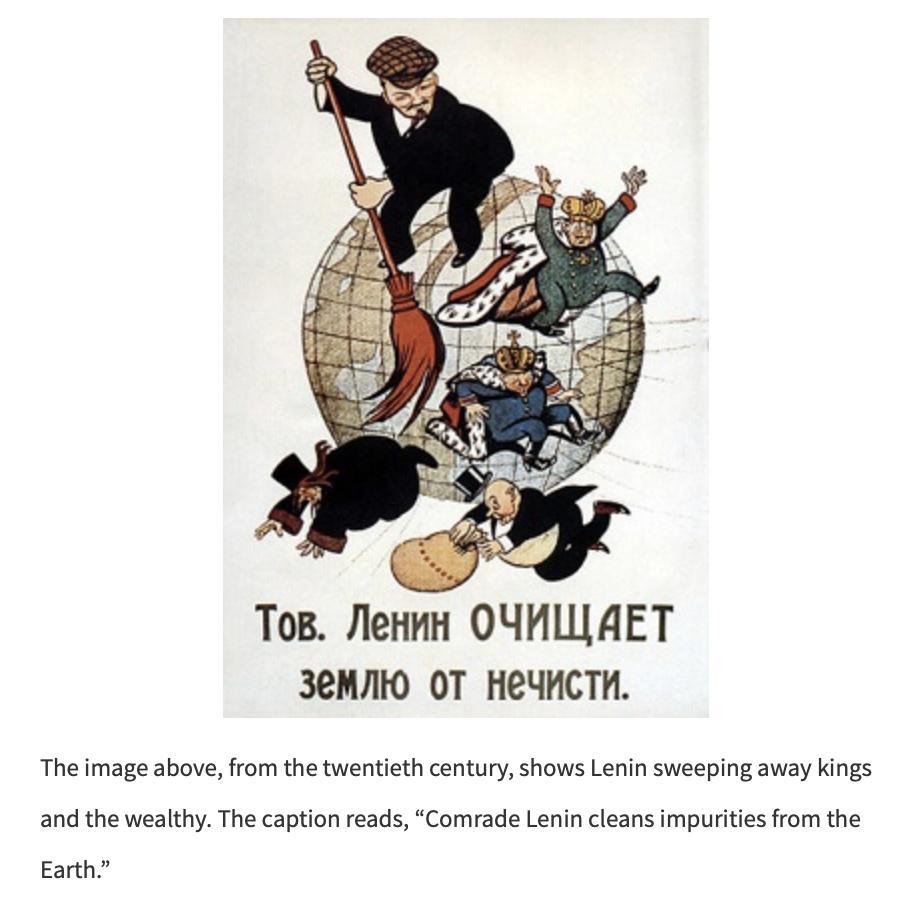 Тов. Ленин ОЧИЩАЕТ
землю от нечисти.
The image above, from the twentieth century, shows Lenin sweeping away kings
and the wealthy. The caption reads, “Comrade Lenin cleans impurities from the
Earth.”